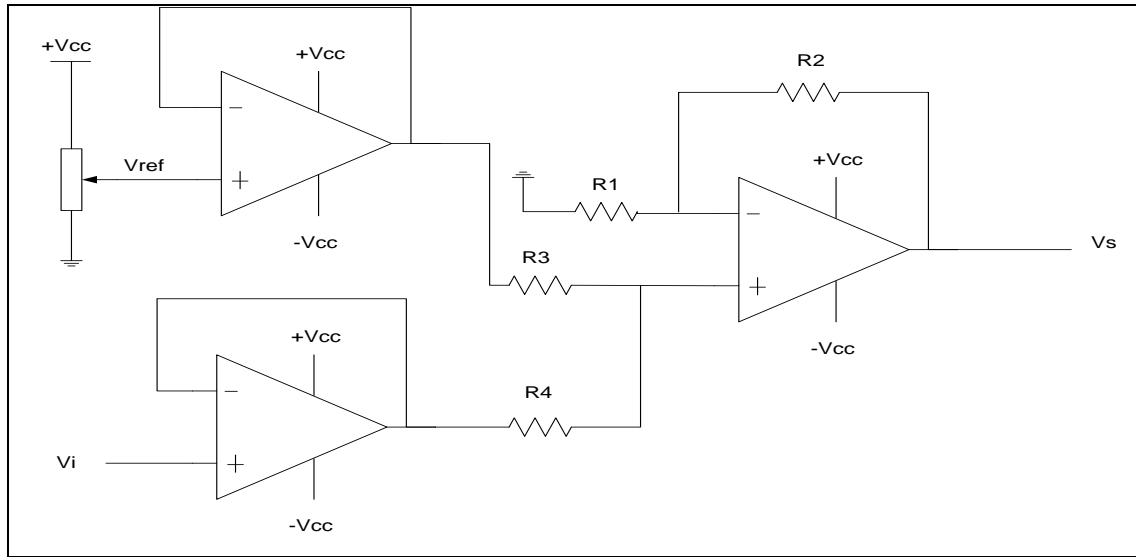 +Vcc
+Vcc
-
Vref
+
-Vcc
R2
R1
+Vcc
-
R3
+
Vs
-Vcc
+Vcc
-
R4
Vi
+
-Vcc